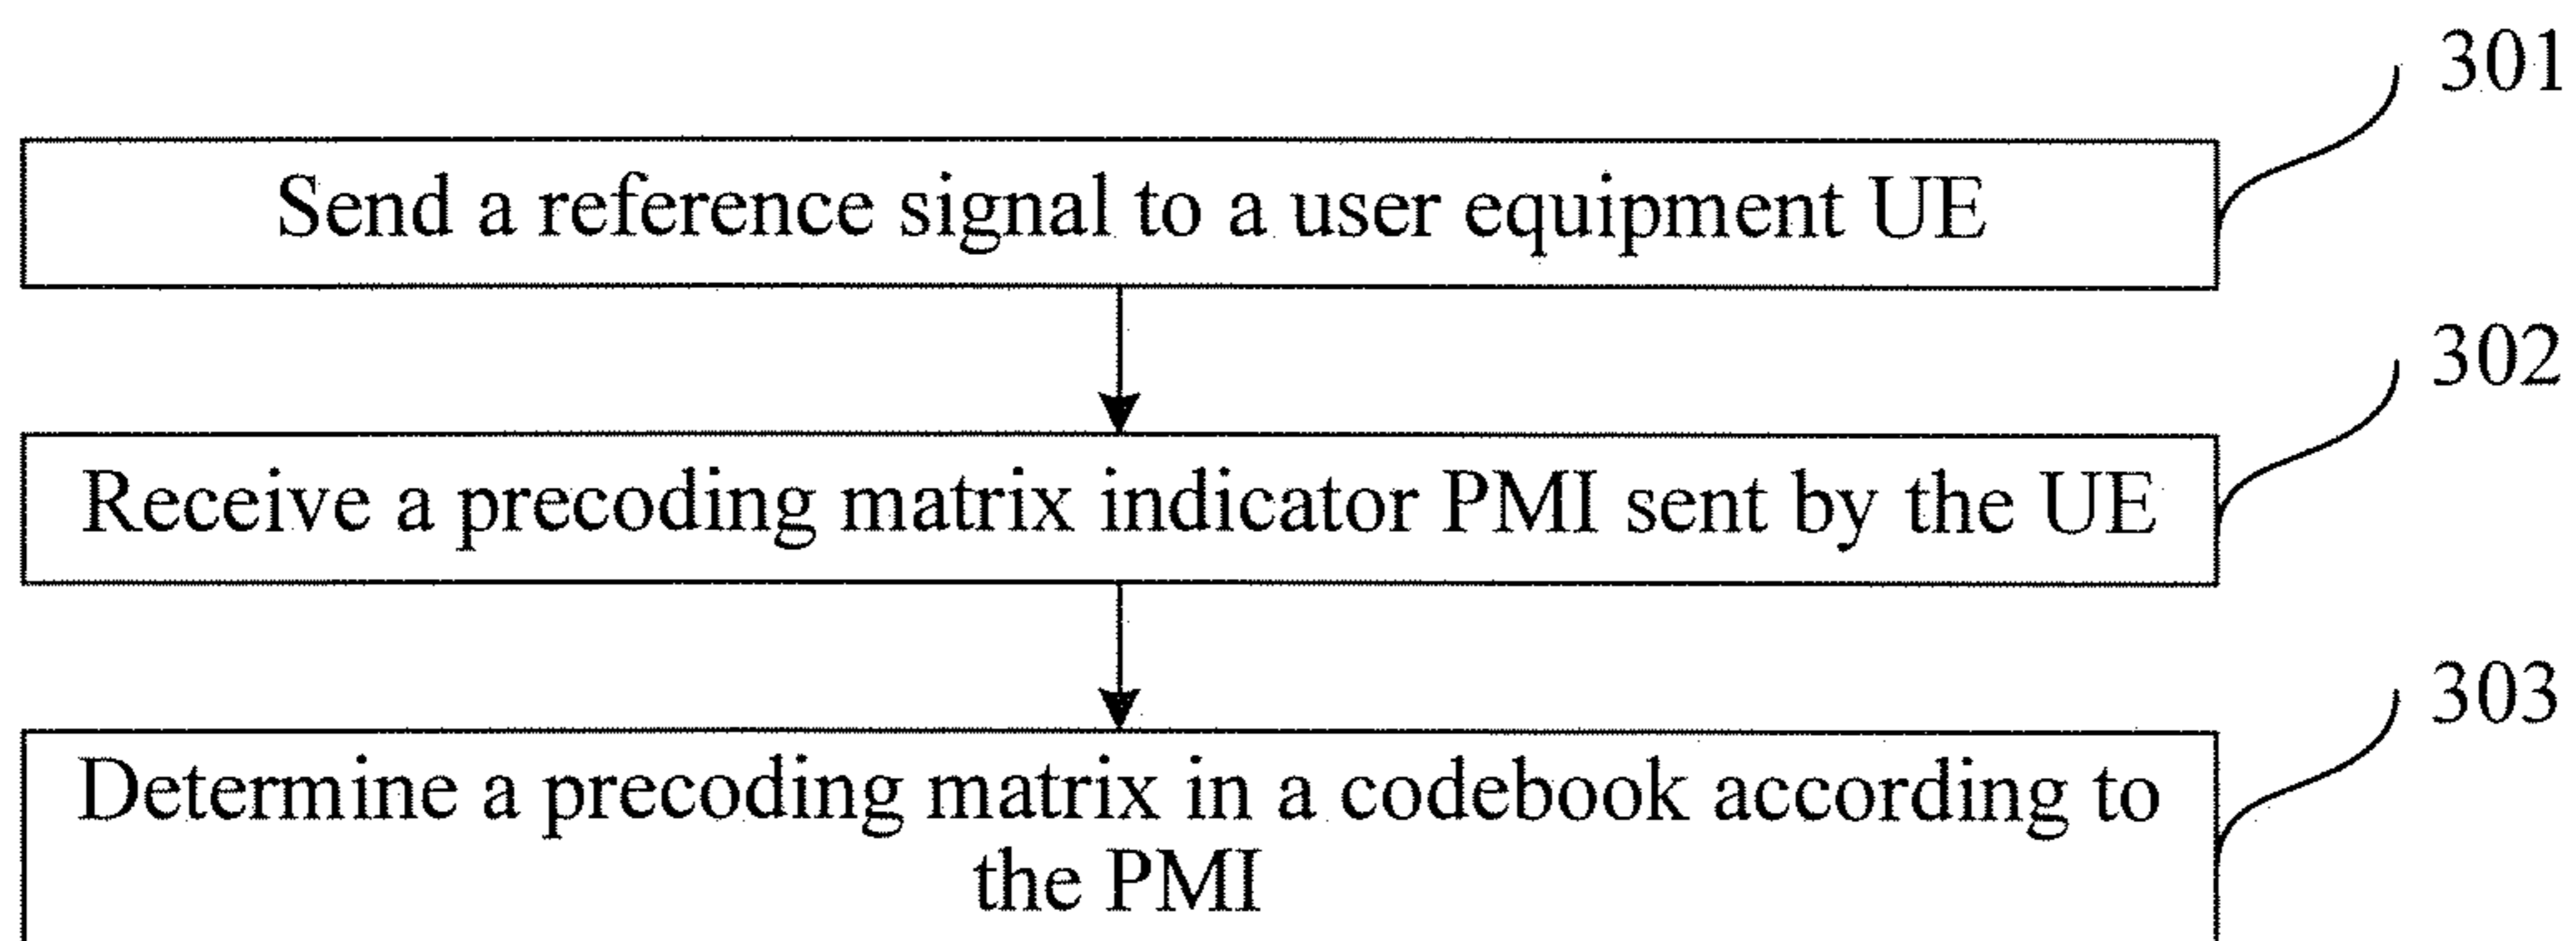 301
Send a reference signal to a user equipment UE
302
Receive a precoding matrix indicator PMI sent by the UE
303
Determine a precoding matrix in a codebook according to
the PMI